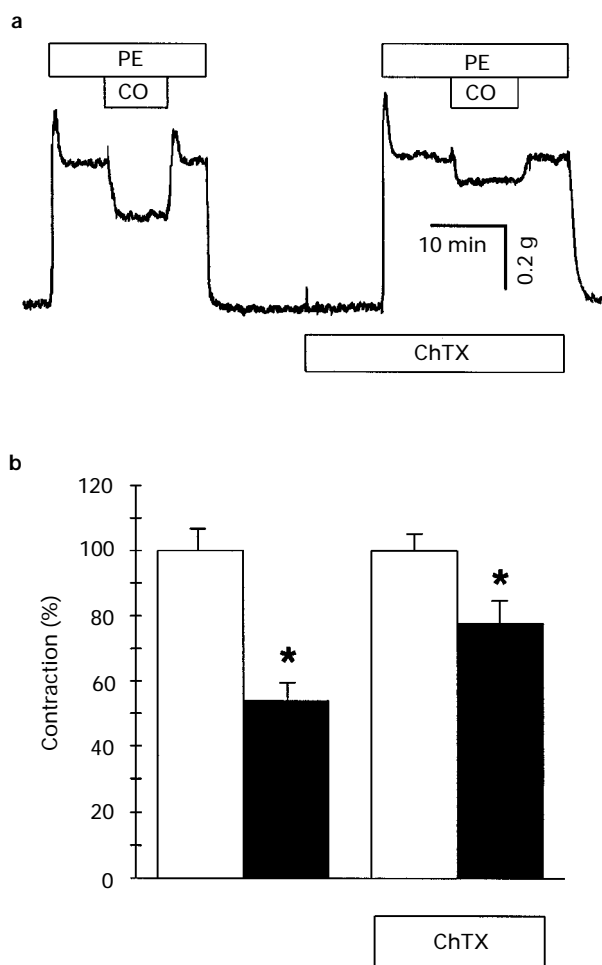 a
PE PE
CO CO
10 min
0.2 g
ChTX
b
120
100
80
60
40
20
0
Contraction (%)
*
*
ChTX